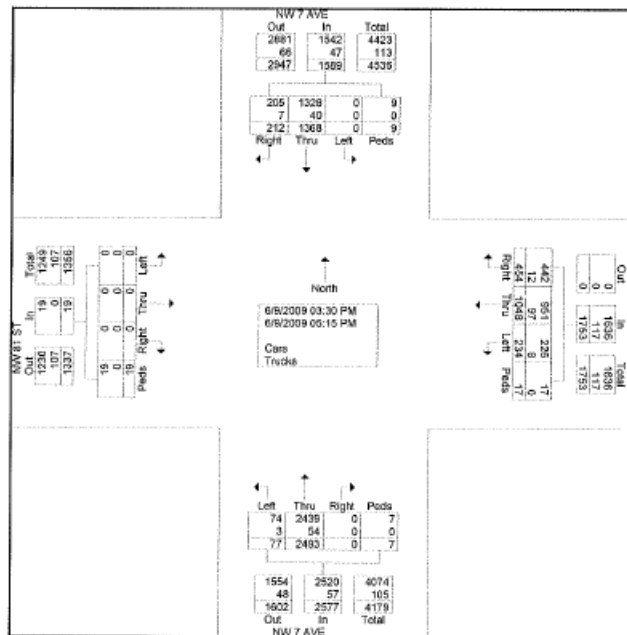 NW 7 AVE
Out In Total
2881 1542 4423
66 47 113
2947 1589 4536
205 1328 0 9
7 40 0 0
212 1368 0 9
Right Thru Left Peds
NW 81 ST
Total In Out
1249 19 1230
107 0 107
1356 19 1337
0 0 0 19
0 0 0 0
0 0 0 19
Left Thru Right Peds
North
6/9/2009 03:30 PM
6/9/2009 06:15 PM
Cars
Trucks
Out In Total
0 1636 1636
0 117 117
0 1753 1753
442 951 226 17
12 97 8 0
454 1048 234 17
Right Thru Left Peds
Left Thru Right Peds
74 2439 0 7
3 54 0 0
77 2493 0 7
1554 2520 4074
48 57 105
1602 2577 4179
Out In Total
NW 7 AVE